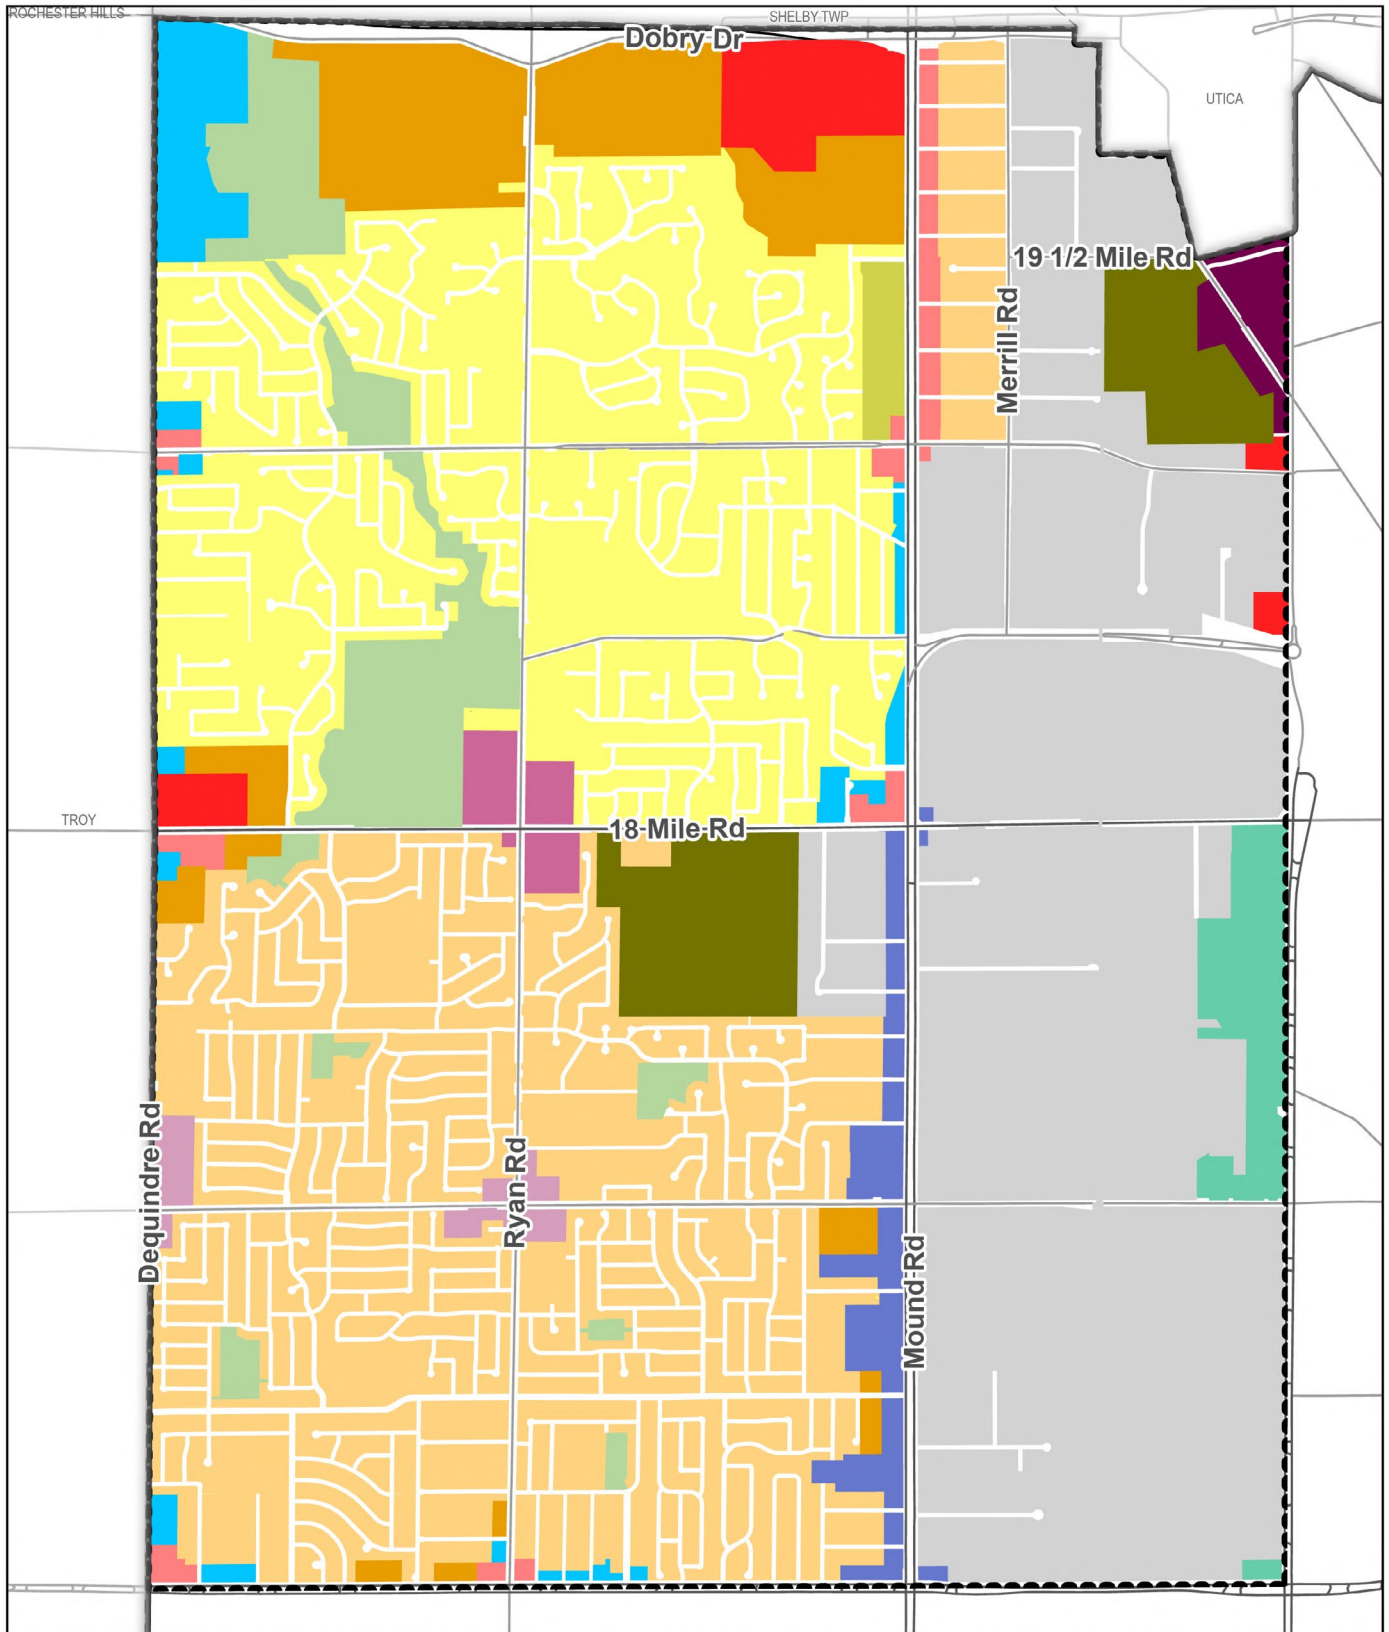 ROCHESTER HILLS
SHELBY TWP
Dobry Dr
UTICA
19 1/2 Mile Rd
Merrill Rd
TROY
18 Mile Rd
Dequindre Rd
Ryan Rd
Mound Rd